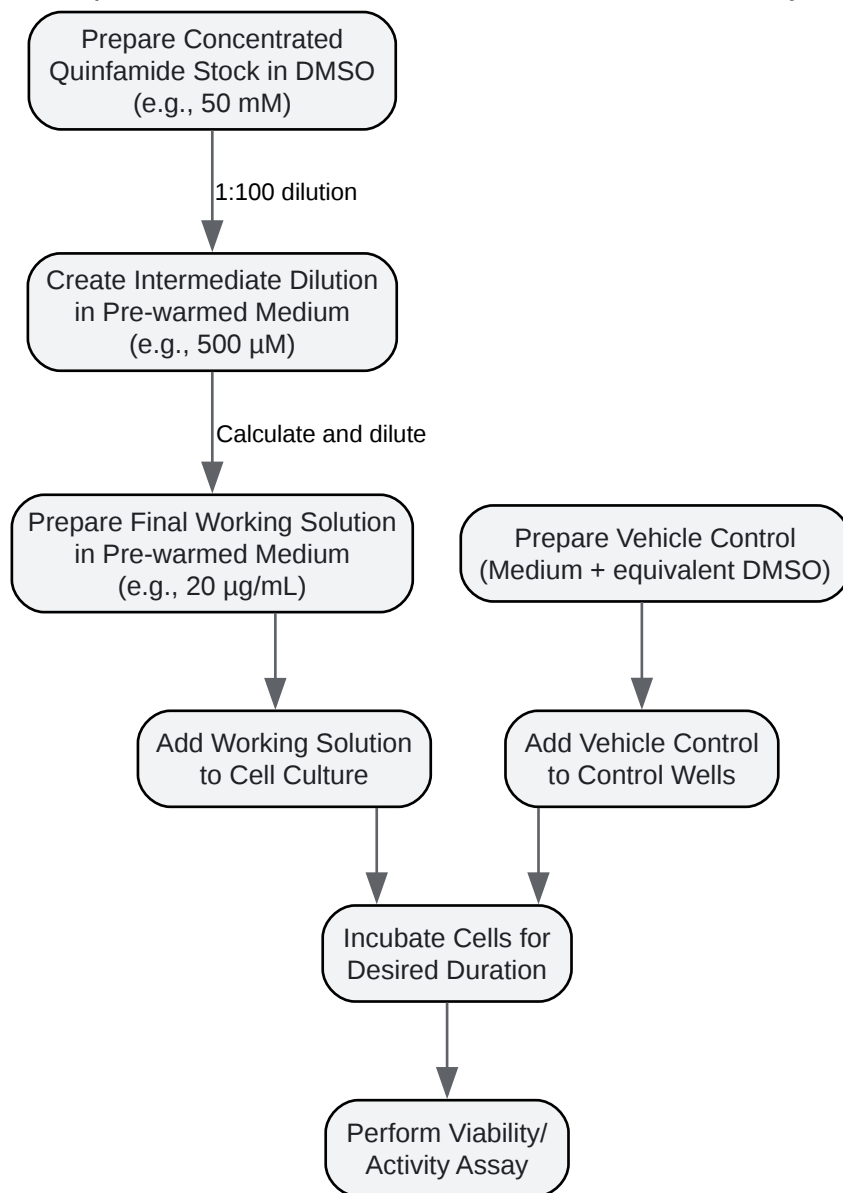 Prepare Concentrated
Quinfamide Stock in DMSO
(e.g., 50 mM)
1:100 dilution
Create Intermediate Dilution
in Pre-warmed Medium
(e.g., 500 µM)
Calculate and dilute
Prepare Final Working Solution
in Pre-warmed Medium
(e.g., 20 µg/mL)
Prepare Vehicle Control
(Medium + equivalent DMSO)
Add Working Solution
to Cell Culture
Add Vehicle Control
to Control Wells
Incubate Cells for
Desired Duration
Perform Viability/
Activity Assay